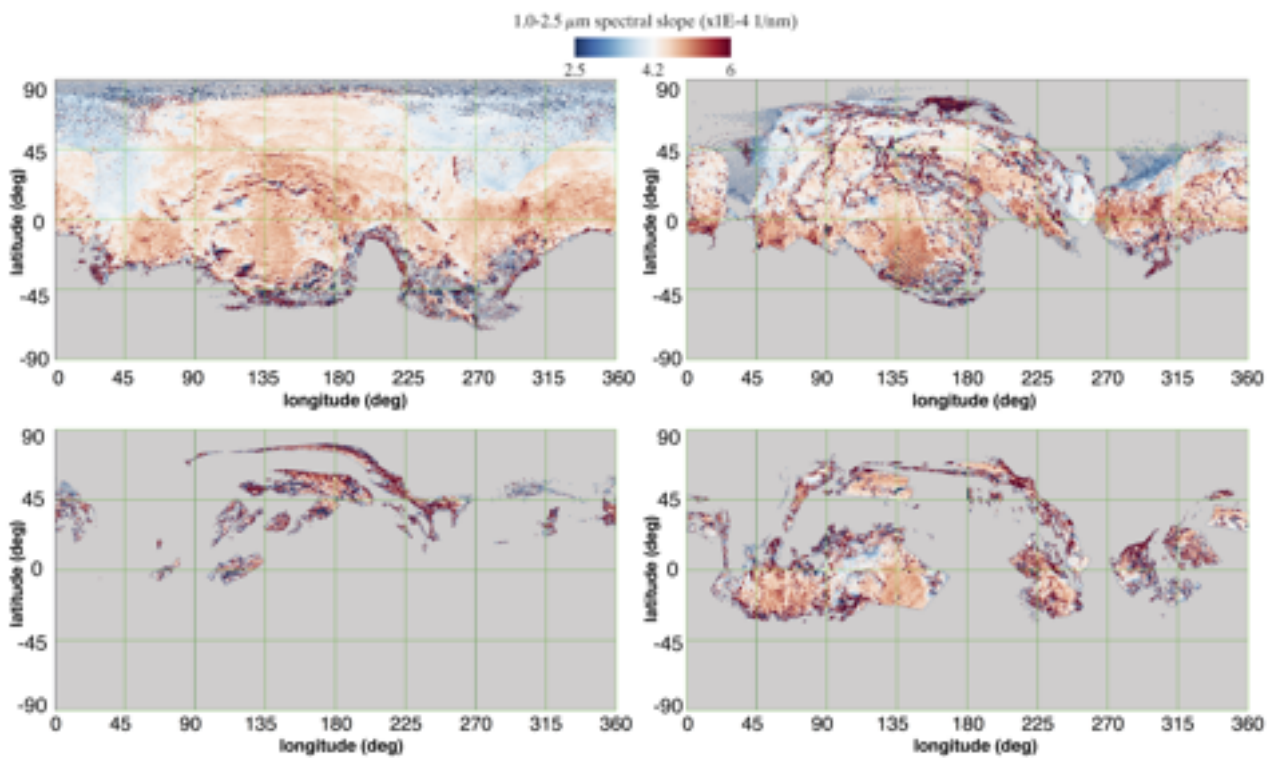 1.0-2.5 μm spectral slope (x1E-4 1/nm)
2.5 4.2 6
90 90
45 45
0 0
-45 -45
-90 -90
latitude (deg) latitude (deg)
0 45 90 135 180 225 270 315 360 0 45 90 135 180 225 270 315 360
longitude (deg) longitude (deg)
90 90
45 45
0 0
-45 -45
-90 -90
latitude (deg) latitude (deg)
0 45 90 135 180 225 270 315 360 0 45 90 135 180 225 270 315 360
longitude (deg) longitude (deg)